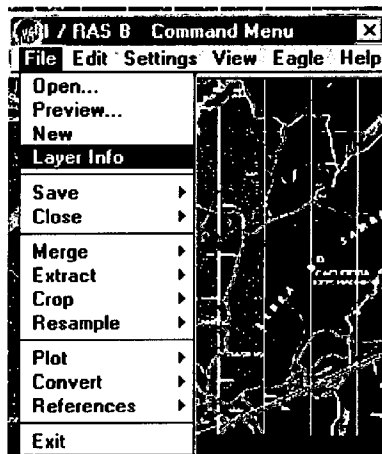 I / RAS B Command Menu
File Edit Settings View Eagle Help
Open...
Preview...
New
Layer Info
Save
Close
Merge
Extract
Crop
Resample
Plot
Convert
References
Exit